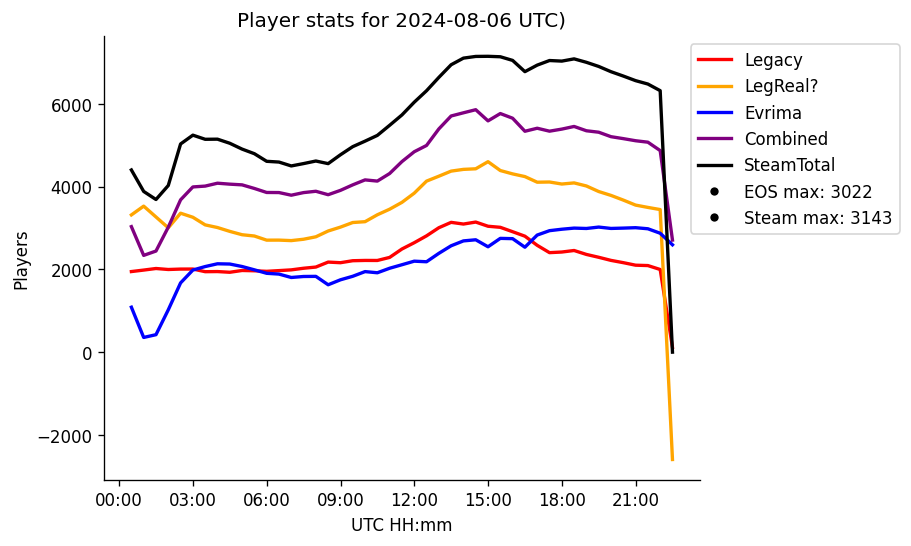 Player stats for 2024-08-06 UTC)
Legacy
LegReal?
Evrima
Combined
SteamTotal
EOS max: 3022
Steam max: 3143
Players
6000
4000
2000
0
−2000
00:00 03:00 06:00 09:00 12:00 15:00 18:00 21:00
UTC HH:mm